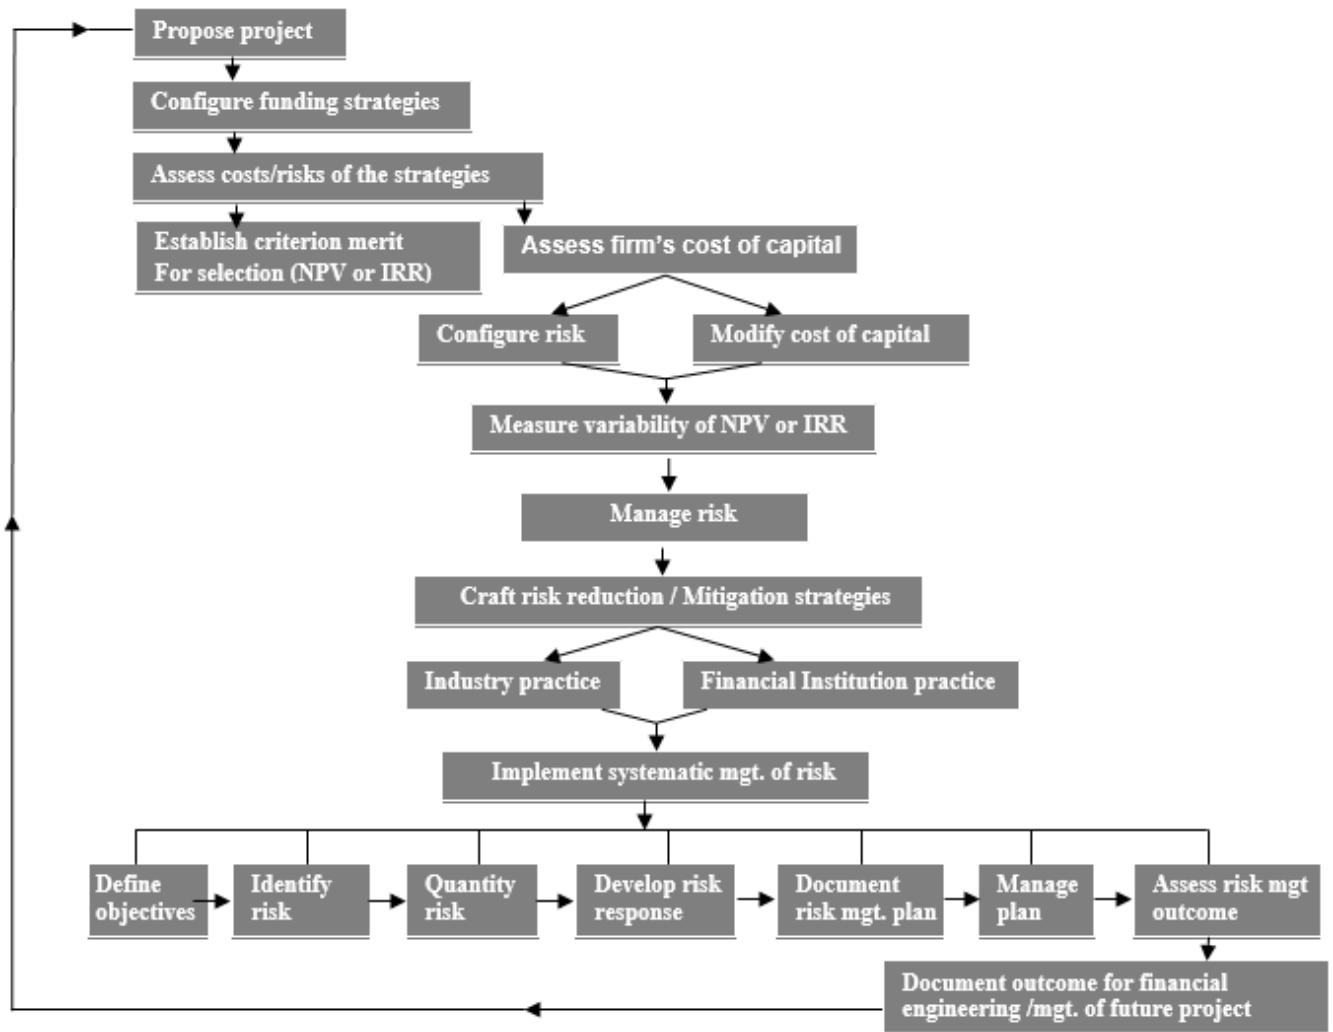 Propose project
Configure funding strategies
Assess costs/risks of the strategies
Establish criterion merit
For selection (NPV or IRR)
Assess firm's cost of capital
Configure risk
Modify cost of capital
Measure variability of NPV or IRR
Manage risk
Craft risk reduction / Mitigation strategies
Industry practice
Financial Institution practice
Implement systematic mgt. of risk
Define
objectives
Identify
risk
Quantity
risk
Develop risk
response
Document
risk mgt. plan
Manage
plan
Assess risk mgt
outcome
Document outcome for financial
engineering /mgt. of future project